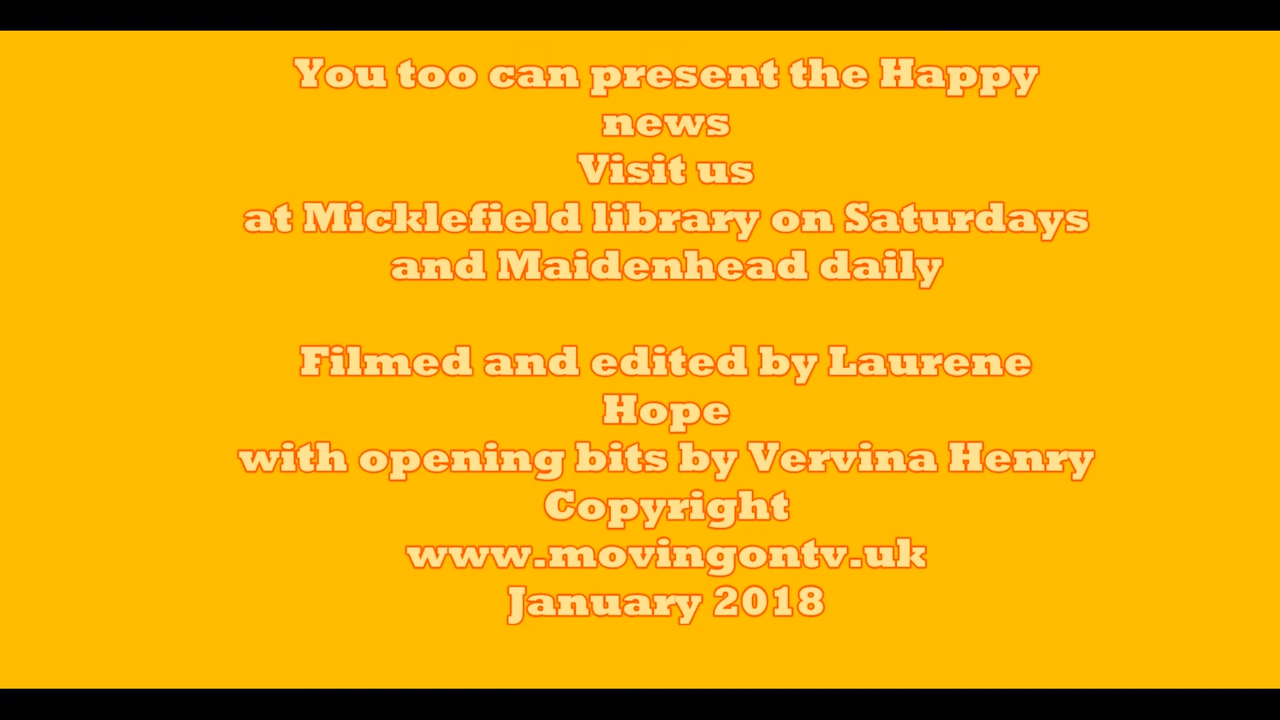 You too can present the Happy
news
Visit us
at Micklefield library on Saturdays
and Maidenhead daily
Filmed and edited by Laurene
Hope
with opening bits by Vervina Henry
Copyright
www.movingontv.uk
January 2018